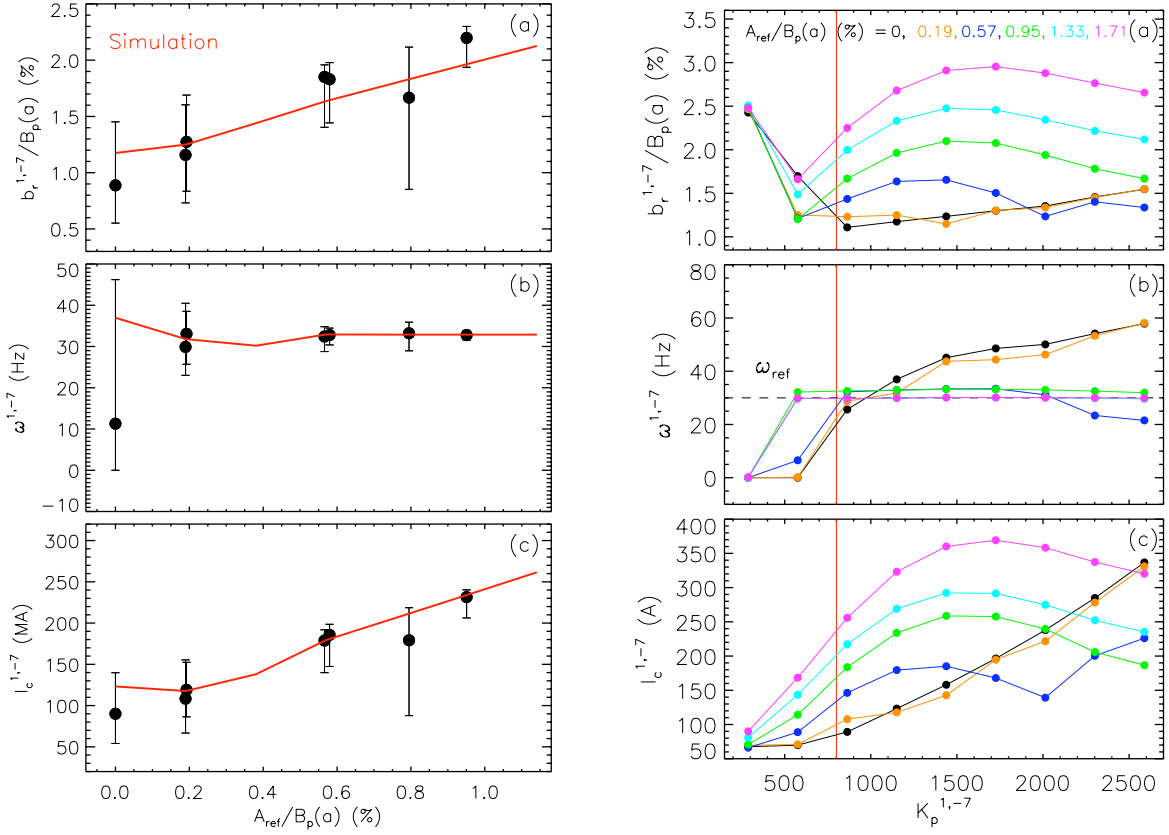 Simulation
(a)
b_r^{1,-7}/B_p(a) (%)
2.5
2.0
1.5
1.0
0.5
(b)
ω^{1,-7} (Hz)
50
40
30
20
10
0
-10
(c)
I_c^{1,-7} (MA)
300
250
200
150
100
50
0.0 0.2 0.4 0.6 0.8 1.0
A_ref/B_p(a) (%)
A_ref/B_p(a) (%) = 0, 0.19, 0.57, 0.95, 1.33, 1.71 (a)
b_r^{1,-7}/B_p(a) (%)
3.5
3.0
2.5
2.0
1.5
1.0
(b)
ω_ref
ω^{1,-7} (Hz)
80
60
40
20
0
(c)
I_c^{1,-7} (A)
400
350
300
250
200
150
100
50
500 1000 1500 2000 2500
K_p^{1,-7}